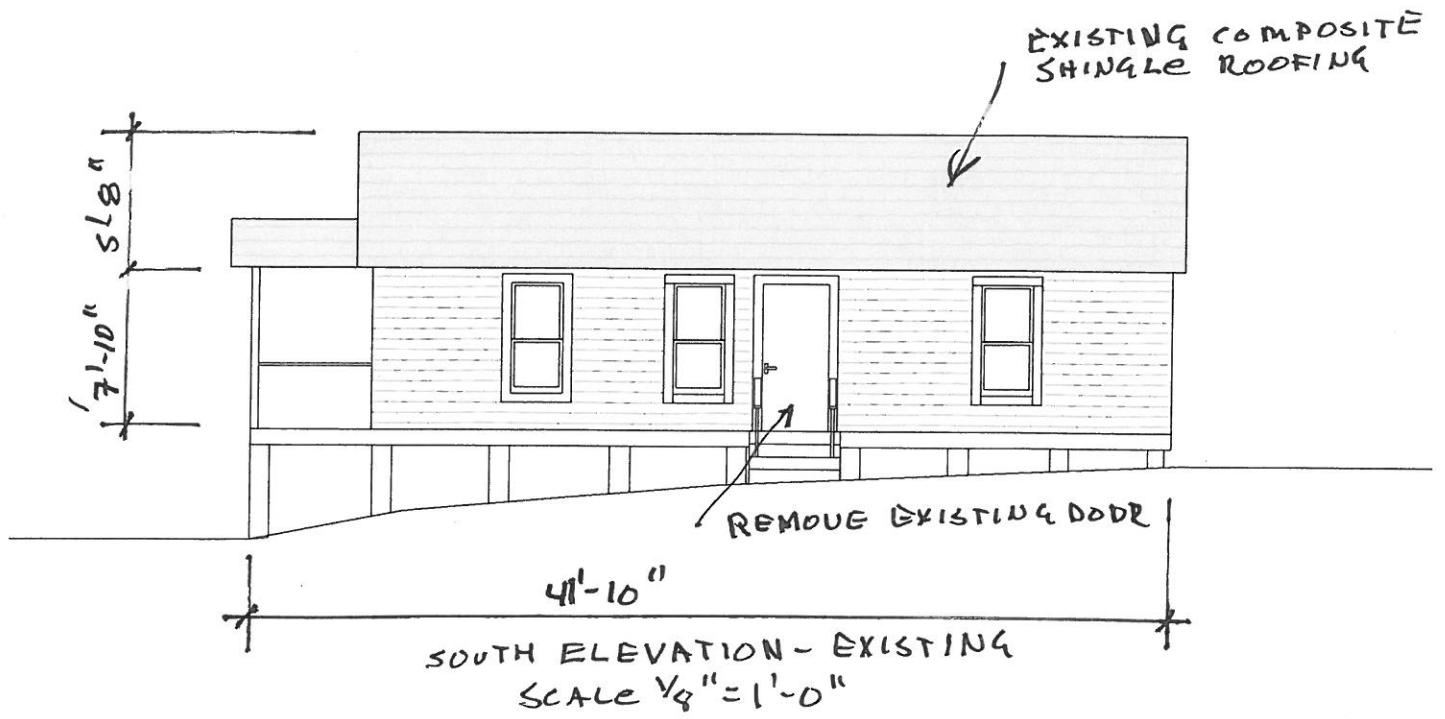 EXISTING COMPOSITE
SHINGLE ROOFING
5'-8"
7'-10"
REMOVE EXISTING DOOR
41'-10"
SOUTH ELEVATION - EXISTING
SCALE 1/8" = 1'-0"